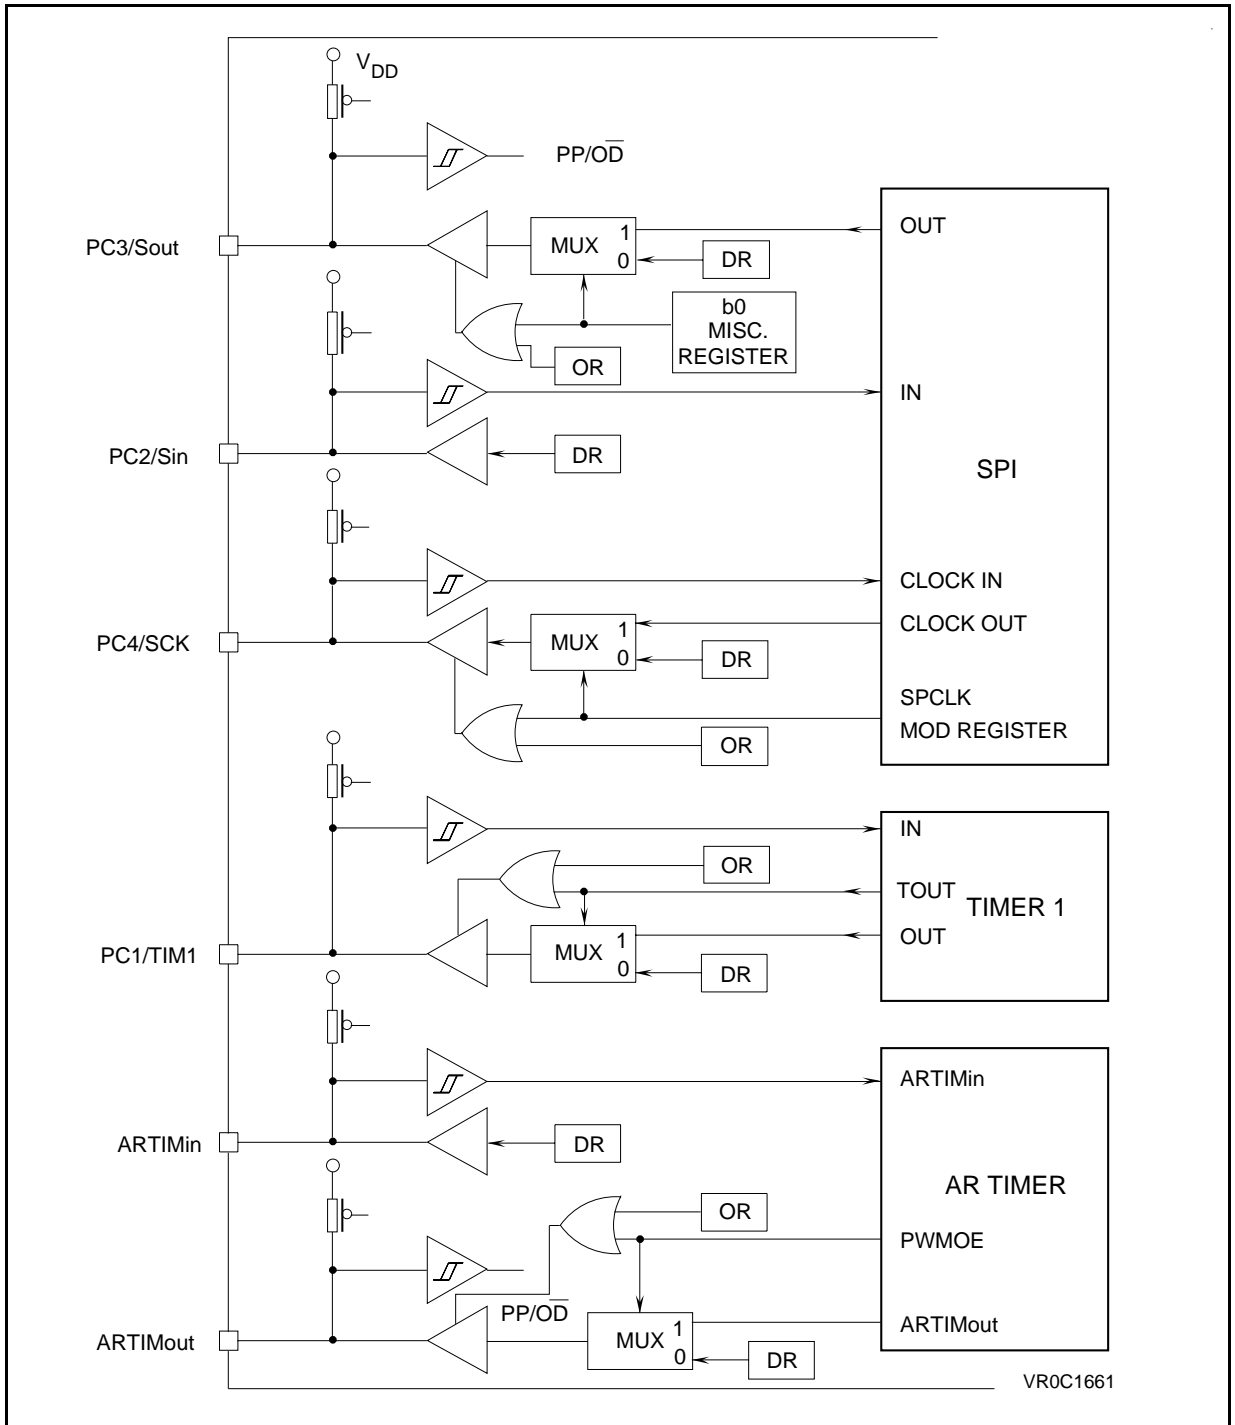 VDD
PP/OD
PC3/Sout
MUX 1
0
DR
OUT
b0
MISC.
REGISTER
OR
IN
PC2/Sin
DR
SPI
CLOCK IN
CLOCK OUT
PC4/SCK
MUX 1
0
DR
SPCLK
MOD REGISTER
OR
IN
OR
TOUT
TIMER 1
OUT
PC1/TIM1
MUX 1
0
DR
ARTIMin
ARTIMin
DR
AR TIMER
OR
PWMOE
PP/OD
ARTIMout
MUX 1
0
DR
ARTIMout
VR0C1661